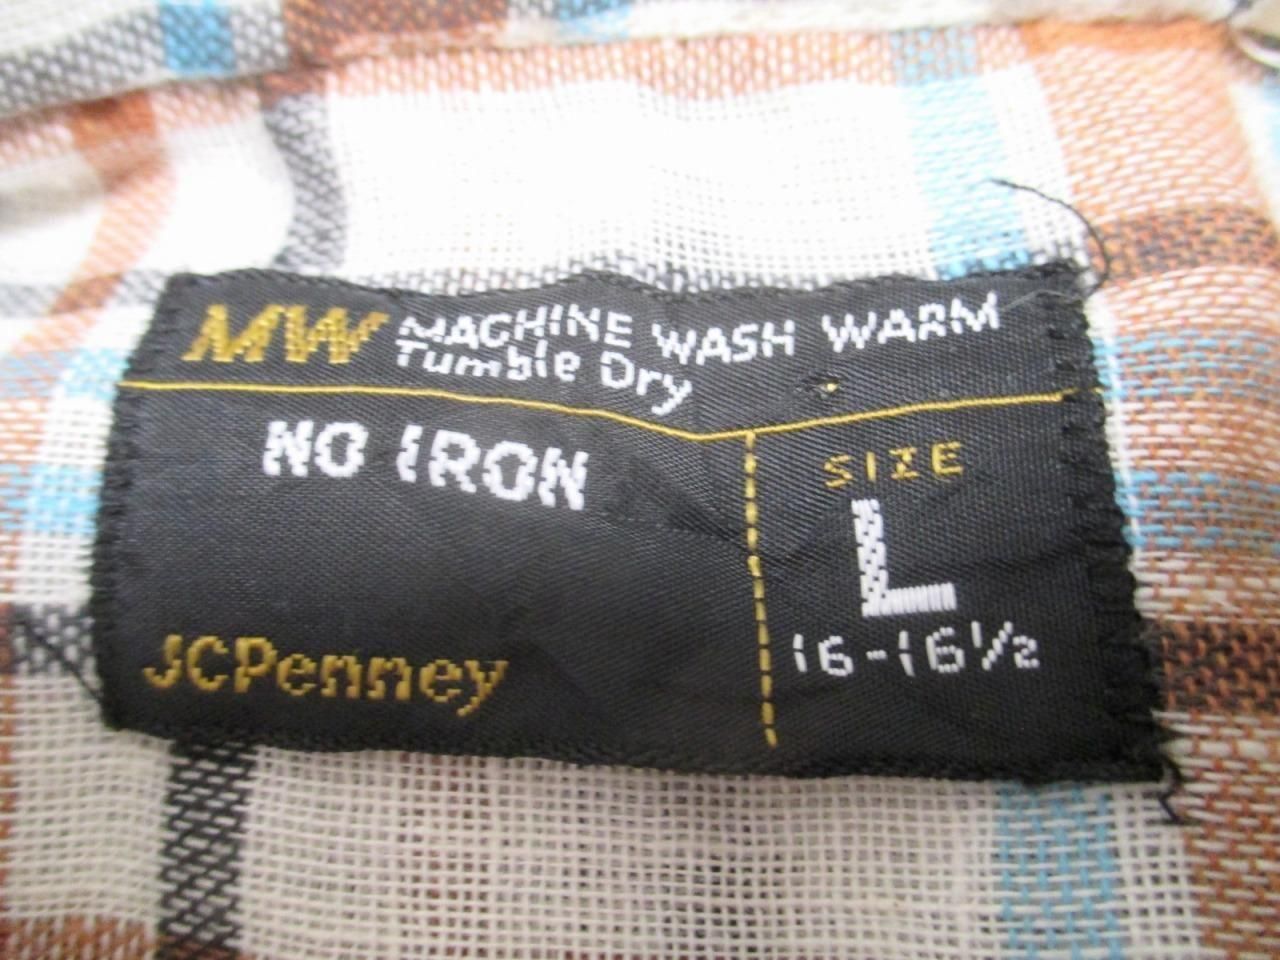 MW MACHINE WASH WARM
Tumble Dry
NO IRON
SIZE
L
16-16½
JCPenney